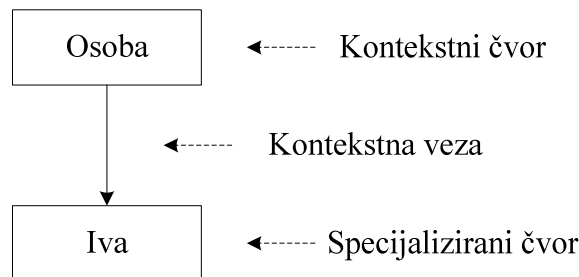 Osoba
Kontekstni čvor
Kontekstna veza
Iva
Specijalizirani čvor